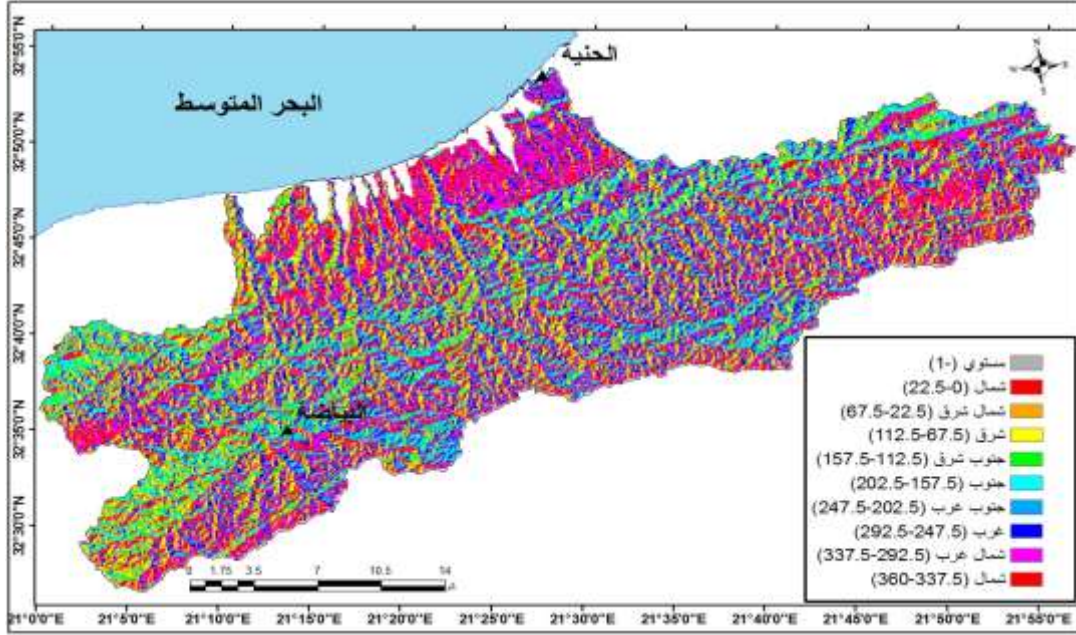 الحنية
البحر المتوسط
البياضة
مستوي (-1)
شمال (0-22.5)
شمال شرق (22.5-67.5)
شرق (67.5-112.5)
جنوب شرق (112.5-157.5)
جنوب (157.5-202.5)
جنوب غرب (202.5-247.5)
غرب (247.5-292.5)
شمال غرب (292.5-337.5)
شمال (337.5-360)
0 1.75 3.5 7 10.5 14
32°55'0"N
32°50'0"N
32°45'0"N
32°40'0"N
32°35'0"N
32°30'0"N
21°0'0"E 21°5'0"E 21°10'0"E 21°15'0"E 21°20'0"E 21°25'0"E 21°30'0"E 21°35'0"E 21°40'0"E 21°45'0"E 21°50'0"E 21°55'0"E